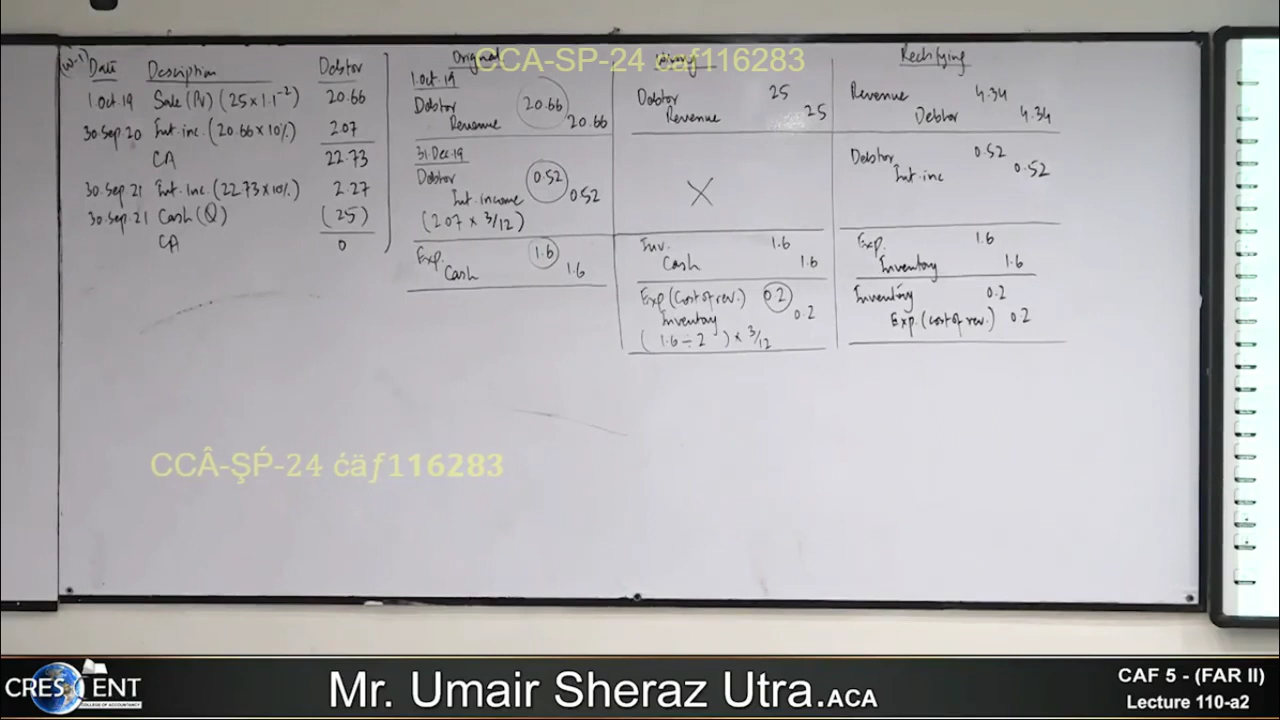 (W-1)
Date Description Debtor
1.Oct.19 Sale (PV) (25 x 1.1⁻²) 20.66
30.Sep.20 Int. inc. (20.66 x 10%) 2.07
CA 22.73
30.Sep.21 Int. Inc. (22.73 x 10%) 2.27
30.Sep.21 Cash (Q) (25)
CA 0
Original
1.Oct.19
Debtor 20.66
Revenue 20.66
31.Dec.19
Debtor 0.52
Int. income 0.52
(2.07 x 3/12)
Exp. 1.6
Cash 1.6
Debtor 25
Revenue 25
X
Inv. 1.6
Cash 1.6
Exp (Cost of rev.) 0.2
Inventory 0.2
(1.6 ÷ 2) x 3/12
Rectifying
Revenue 4.34
Debtor 4.34
Debtor 0.52
Int. inc 0.52
Exp. 1.6
Inventory 1.6
Inventory 0.2
Exp. (cost of rev.) 0.2
CCA-SP-24 caf116283
CCÂ-ŞṔ-24 ćäƒ116283
CRESCENT
COLLEGE OF ACCOUNTANCY
Mr. Umair Sheraz Utra.ACA
CAF 5 - (FAR II)
Lecture 110-a2